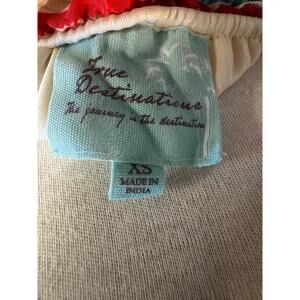 True
Destinations
The journey is the destination
XS
MADE IN
INDIA